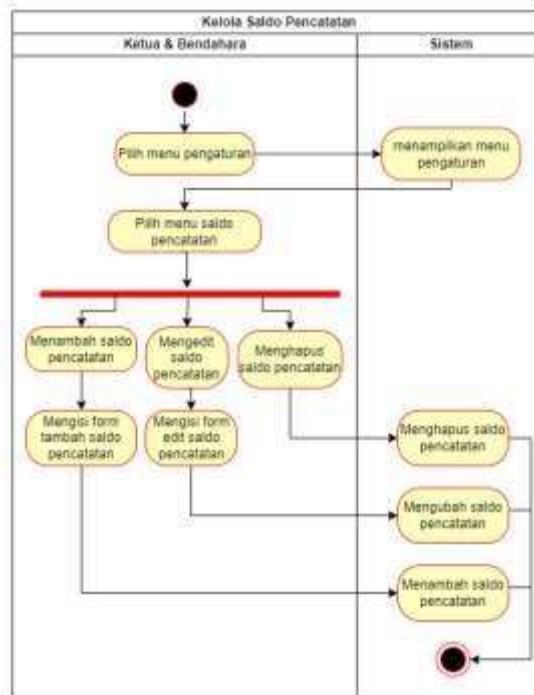 Kelola Saldo Pencatatan
Ketua & Bendahara
Sistem
Pilih menu pengaturan
menampilkan menu
pengaturan
Pilih menu saldo
pencatatan
Menambah saldo
pencatatan
Mengedit
saldo
pencatatan
Menghapus
saldo pencatatan
Mengisi form
tambah saldo
pencatatan
Mengisi form
edit saldo
pencatatan
Menghapus saldo
pencatatan
Mengubah saldo
pencatatan
Menambah saldo
pencatatan